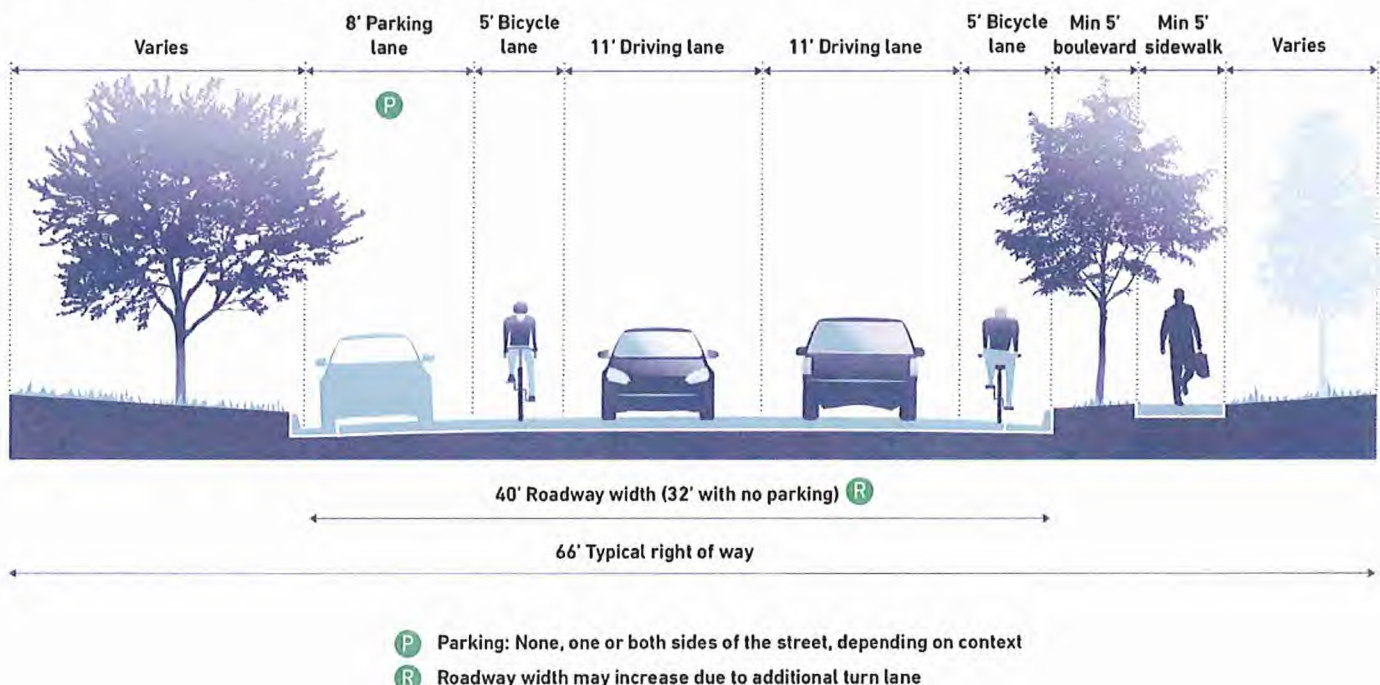 Varies
8' Parking
lane
5' Bicycle
lane
11' Driving lane
11' Driving lane
5' Bicycle
lane
Min 5'
boulevard
Min 5'
sidewalk
Varies
P
40' Roadway width (32' with no parking) R
66' Typical right of way
P Parking: None, one or both sides of the street, depending on context
R Roadway width may increase due to additional turn lane